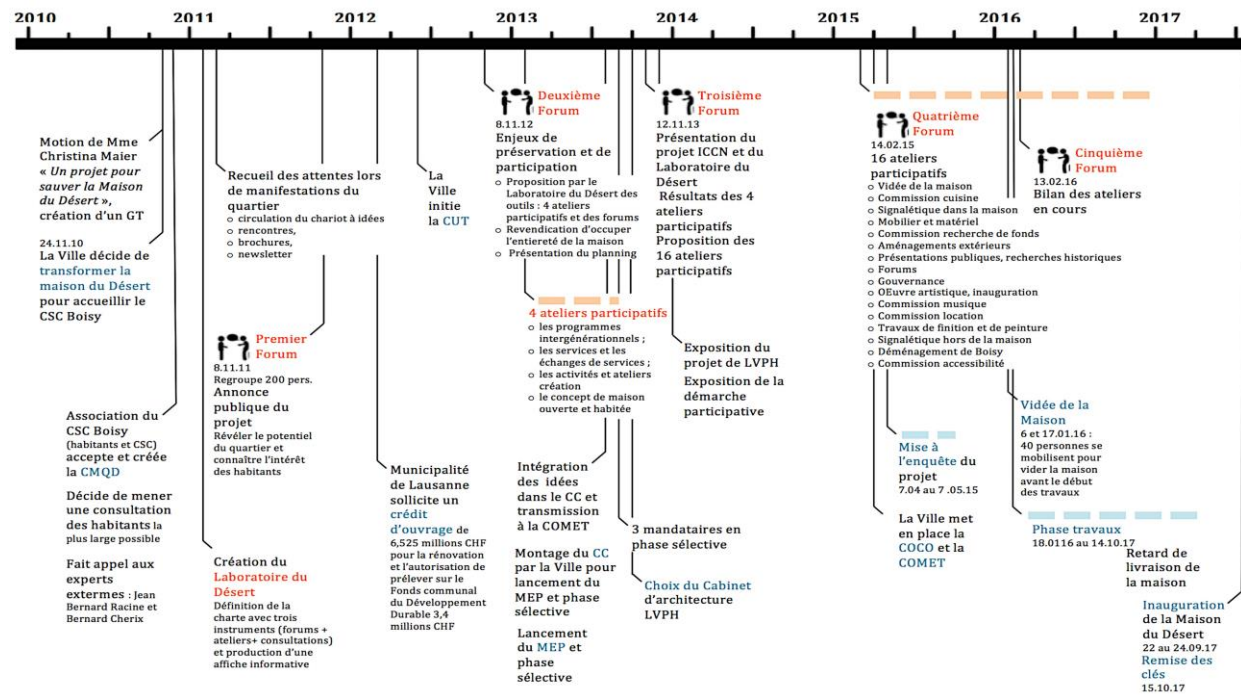 2010 2011 2012 2013 2014 2015 2016 2017
Motion de Mme
Christina Maier
« Un projet pour
sauver la Maison
du Désert »,
création d'un GT
24.11.10
La Ville décide de
transformer la
maison du Désert
pour accueillir le
CSC Boisy
Association du
CSC Boisy
(habitants et CSC)
accepte et créée
la CMQD
Décide de mener
une consultation
des habitants la
plus large possible
Fait appel aux
experts
extermes : Jean
Bernard Racine et
Bernard Cherix
Création du
Laboratoire du
Désert
Définition de la
charte avec trois
instruments (forums +
ateliers+ consultations)
et production d'une
affiche informative
Recueil des attentes lors
de manifestations du
quartier
o circulation du chariot à idées
o rencontres,
o brochures,
o newsletter
Premier
Forum
8.11.11
Regroupe 200 pers.
Annonce
publique du
projet
Révéler le potentiel
du quartier et
connaître l'intérêt
des habitants
Municipalité
de Lausanne
sollicite un
crédit
d'ouvrage de
6,525 millions CHF
pour la rénovation
et l'autorisation de
prélever sur le
Fonds communal
du Développement
Durable 3,4
millions CHF
La
Ville
initie
la CUT
Deuxième
Forum
8.11.12
Enjeux de
préservation et de
participation
o Proposition par le
Laboratoire du Désert des
outils : 4 ateliers
participatifs et des forums
o Revendication d'occuper
l'entiereté de la maison
o Présentation du planning
4 ateliers participatifs
o les programmes
intergénérationnels ;
o les services et les
échanges de services ;
o les activités et ateliers
création
o le concept de maison
ouverte et habitée
Intégration
des idées
dans le CC et
transmission
à la COMET
Montage du CC
par la Ville pour
lancement du
MEP et phase
sélective
Lancement
du MEP et
phase
sélective
3 mandataires en
phase sélective
Choix du Cabinet
d'architecture
LVPH
Troisième
Forum
12.11.13
Présentation du
projet ICCN et du
Laboratoire du
Désert
Résultats des 4
ateliers
participatifs
Proposition des
16 ateliers
participatifs
Exposition du
projet de LVPH
Exposition de la
démarche
participative
Quatrième
Forum
14.02.15
16 ateliers
participatifs
o Vidée de la maison
o Commission cuisine
o Signalétique dans la maison
o Mobilier et matériel
o Commission recherche de fonds
o Aménagements extérieurs
o Présentations publiques, recherches historiques
o Forums
o Gouvernance
o OEuvre artistique, inauguration
o Commission musique
o Commission location
o Travaux de finition et de peinture
o Signalétique hors de la maison
o Déménagement de Boisy
o Commission accessibilité
Mise à
l'enquête du
projet
7.04 au 7 .05.15
La Ville met
en place la
COCO et la
COMET
Cinquième
Forum
13.02.16
Bilan des ateliers
en cours
Vidée de la
Maison
6 et 17.01.16 :
40 personnes se
mobilisent pour
vider la maison
avant le début
des travaux
Phase travaux
18.0116 au 14.10.17
Retard de
livraison de
la maison
Inauguration
de la Maison
du Désert
22 au 24.09.17
Remise des
clés
15.10.17